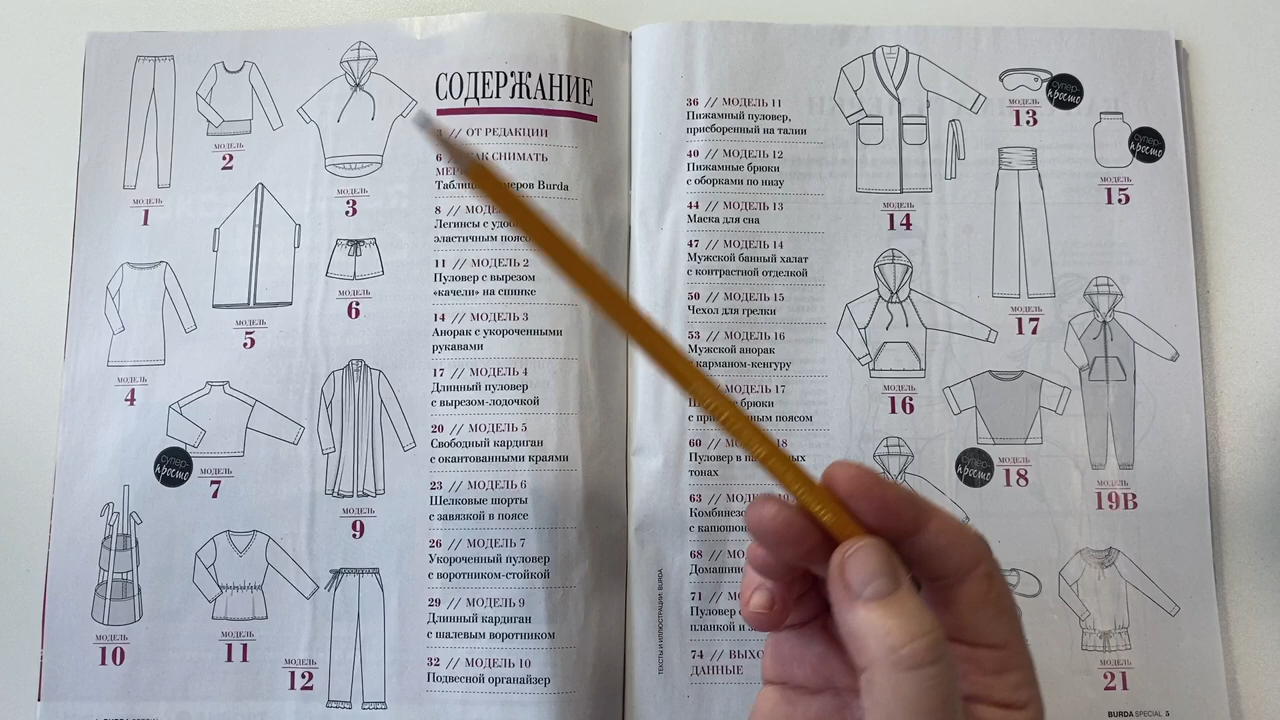 СОДЕРЖАНИЕ
// ОТ РЕДАКЦИИ
6 // КАК СНИМАТЬ
Burda
8 //
Легинсы с
эластичным
11 // МОДЕЛЬ 2
Пуловер с вырезом
«качели» на спинке
14 // МОДЕЛЬ 3
Анорак с укороченными
рукавами
17 // МОДЕЛЬ 4
Длинный пуловер
с вырезом-лодочкой
20 // МОДЕЛЬ 5
Свободный кардиган
с окантованными краями
23 // МОДЕЛЬ 6
Шелковые шорты
с завязкой в поясе
26 // МОДЕЛЬ 7
Укороченный пуловер
с воротником-стойкой
29 // МОДЕЛЬ 9
Длинный кардиган
с шалевым воротником
32 // МОДЕЛЬ 10
Подвесной органайзер
МОДЕЛЬ
1
МОДЕЛЬ
2
МОДЕЛЬ
3
МОДЕЛЬ
4
МОДЕЛЬ
5
МОДЕЛЬ
6
супер-
просто
МОДЕЛЬ
7
МОДЕЛЬ
9
МОДЕЛЬ
10
МОДЕЛЬ
11
МОДЕЛЬ
12
BURDA
36 // МОДЕЛЬ 11
Пижамный пуловер,
присборенный на талии
40 // МОДЕЛЬ 12
Пижамные брюки
с оборками по низу
44 // МОДЕЛЬ 13
Маска для сна
47 // МОДЕЛЬ 14
Мужской банный халат
с контрастной отделкой
50 // МОДЕЛЬ 15
Чехол для грелки
53 // МОДЕЛЬ 16
Мужской анорак
с карманом-кенгуру
МОДЕЛЬ 17
брюки
поясом
60 // 18
Пуловер в
тонах
63 //
с
68 //
71 //
Пуловер
74 //
ДАННЫЕ
ТЕКСТЫ И ИЛЛЮСТРАЦИИ: BURDA
МОДЕЛЬ
13
супер-
просто
МОДЕЛЬ
14
МОДЕЛЬ
15
супер-
просто
МОДЕЛЬ
16
МОДЕЛЬ
17
супер-
просто
МОДЕЛЬ
18
МОДЕЛЬ
19B
МОДЕЛЬ
21
BURDA SPECIAL 5